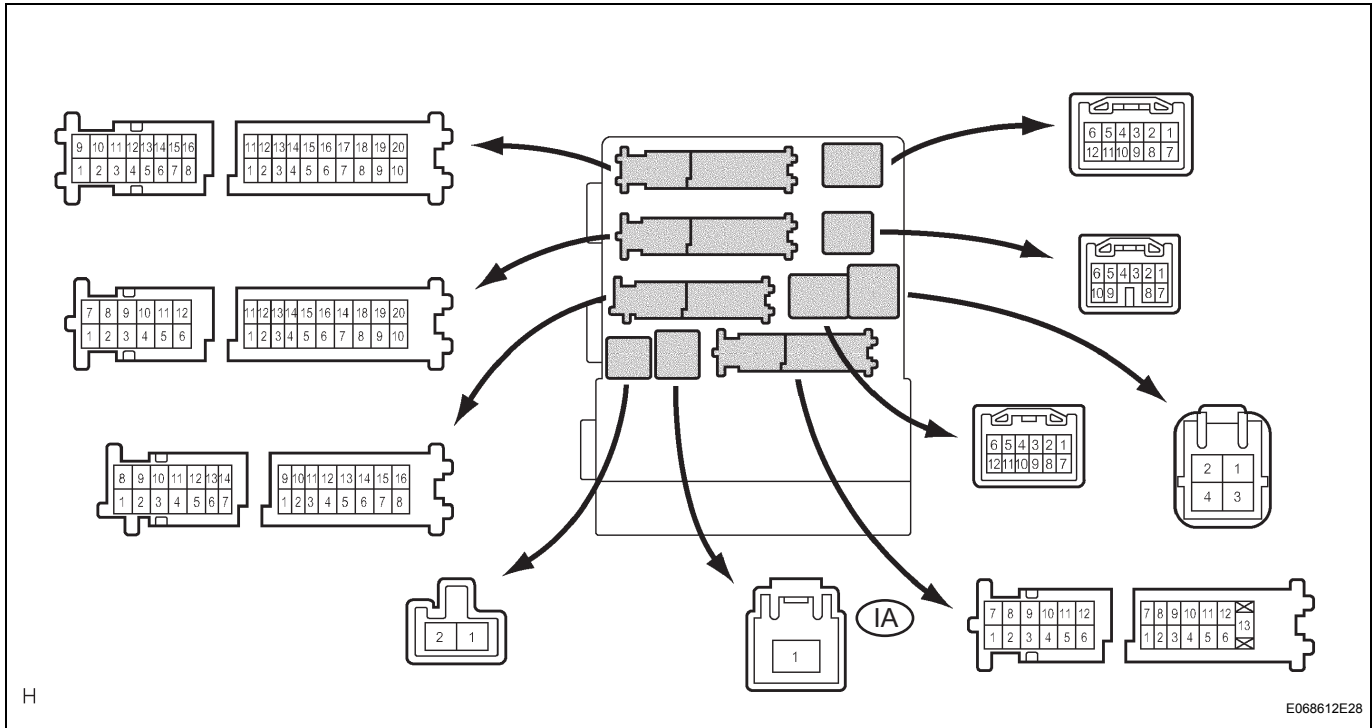 9 10 11 12 13 14 15 16
1 2 3 4 5 6 7 8
11 12 13 14 15 16 17 18 19 20
1 2 3 4 5 6 7 8 9 10
6 5 4 3 2 1
12 11 10 9 8 7
7 8 9 10 11 12
1 2 3 4 5 6
11 12 13 14 15 16 14 18 19 20
1 2 3 4 5 6 7 8 9 10
6 5 4 3 2 1
10 9 8 7
8 9 10 11 12 13 14
1 2 3 4 5 6 7
9 10 11 12 13 14 15 16
1 2 3 4 5 6 7 8
6 5 4 3 2 1
12 11 10 9 8 7
2 1
4 3
2 1
1
IA
7 8 9 10 11 12
1 2 3 4 5 6
7 8 9 10 11 12
13
1 2 3 4 5 6
H
E068612E28